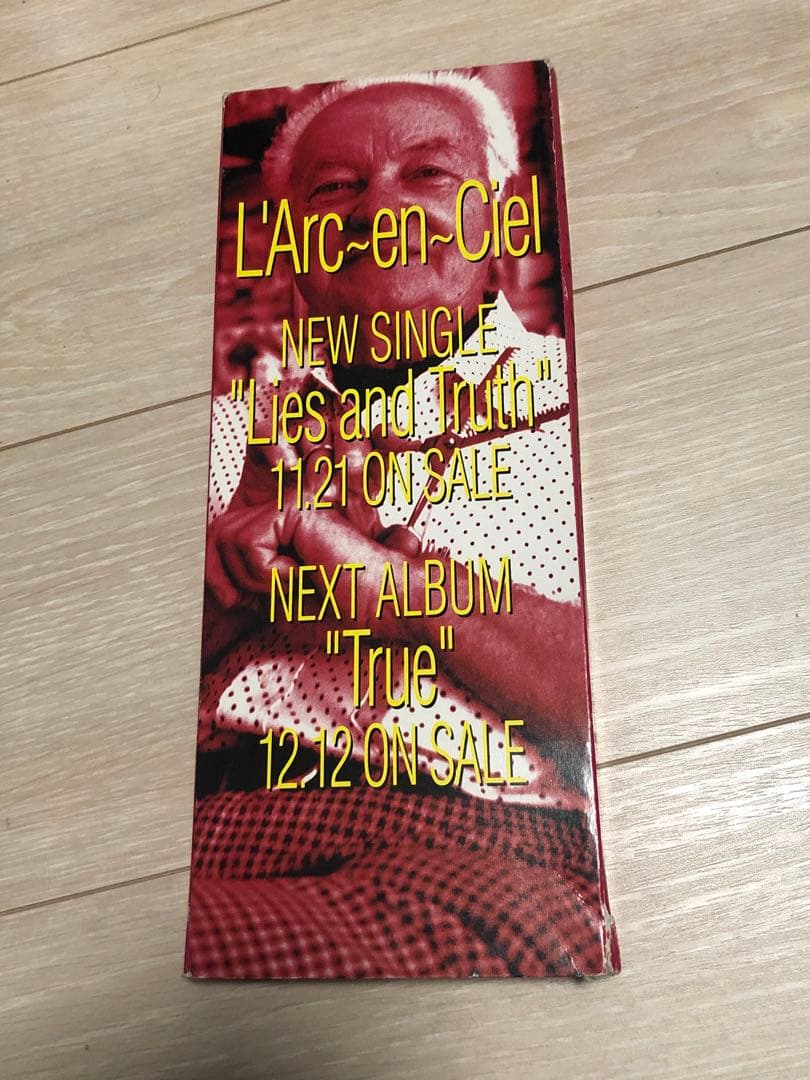 L'Arc~en~Ciel
NEW SINGLE
"Lies and Truth"
11.21 ON SALE
NEXT ALBUM
"True"
12.12 ON SALE